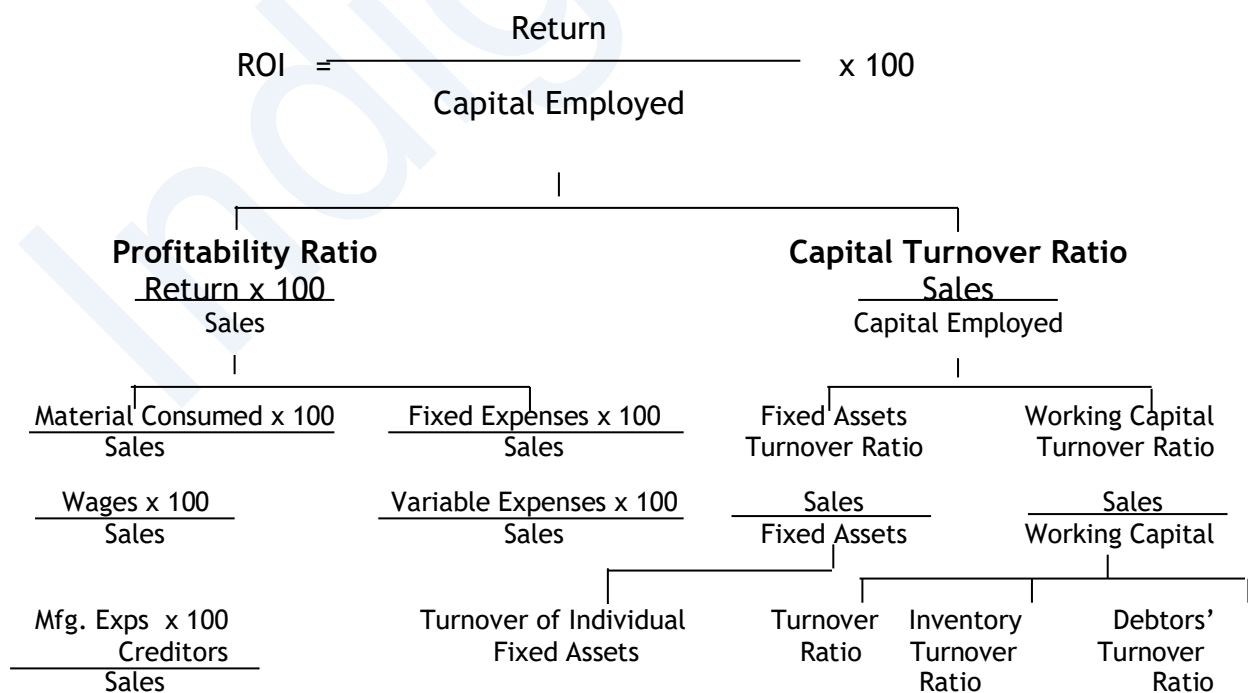 Return
ROI = x 100
Capital Employed
Profitability Ratio Capital Turnover Ratio
Return x 100 Sales
Sales Capital Employed
Material Consumed x 100 Fixed Expenses x 100 Fixed Assets Working Capital
Sales Sales Turnover Ratio Turnover Ratio
Wages x 100 Variable Expenses x 100 Sales Sales
Sales Sales Fixed Assets Working Capital
Mfg. Exps x 100 Turnover of Individual Turnover Inventory Debtors’
Creditors Fixed Assets Ratio Turnover Turnover
Sales Ratio Ratio